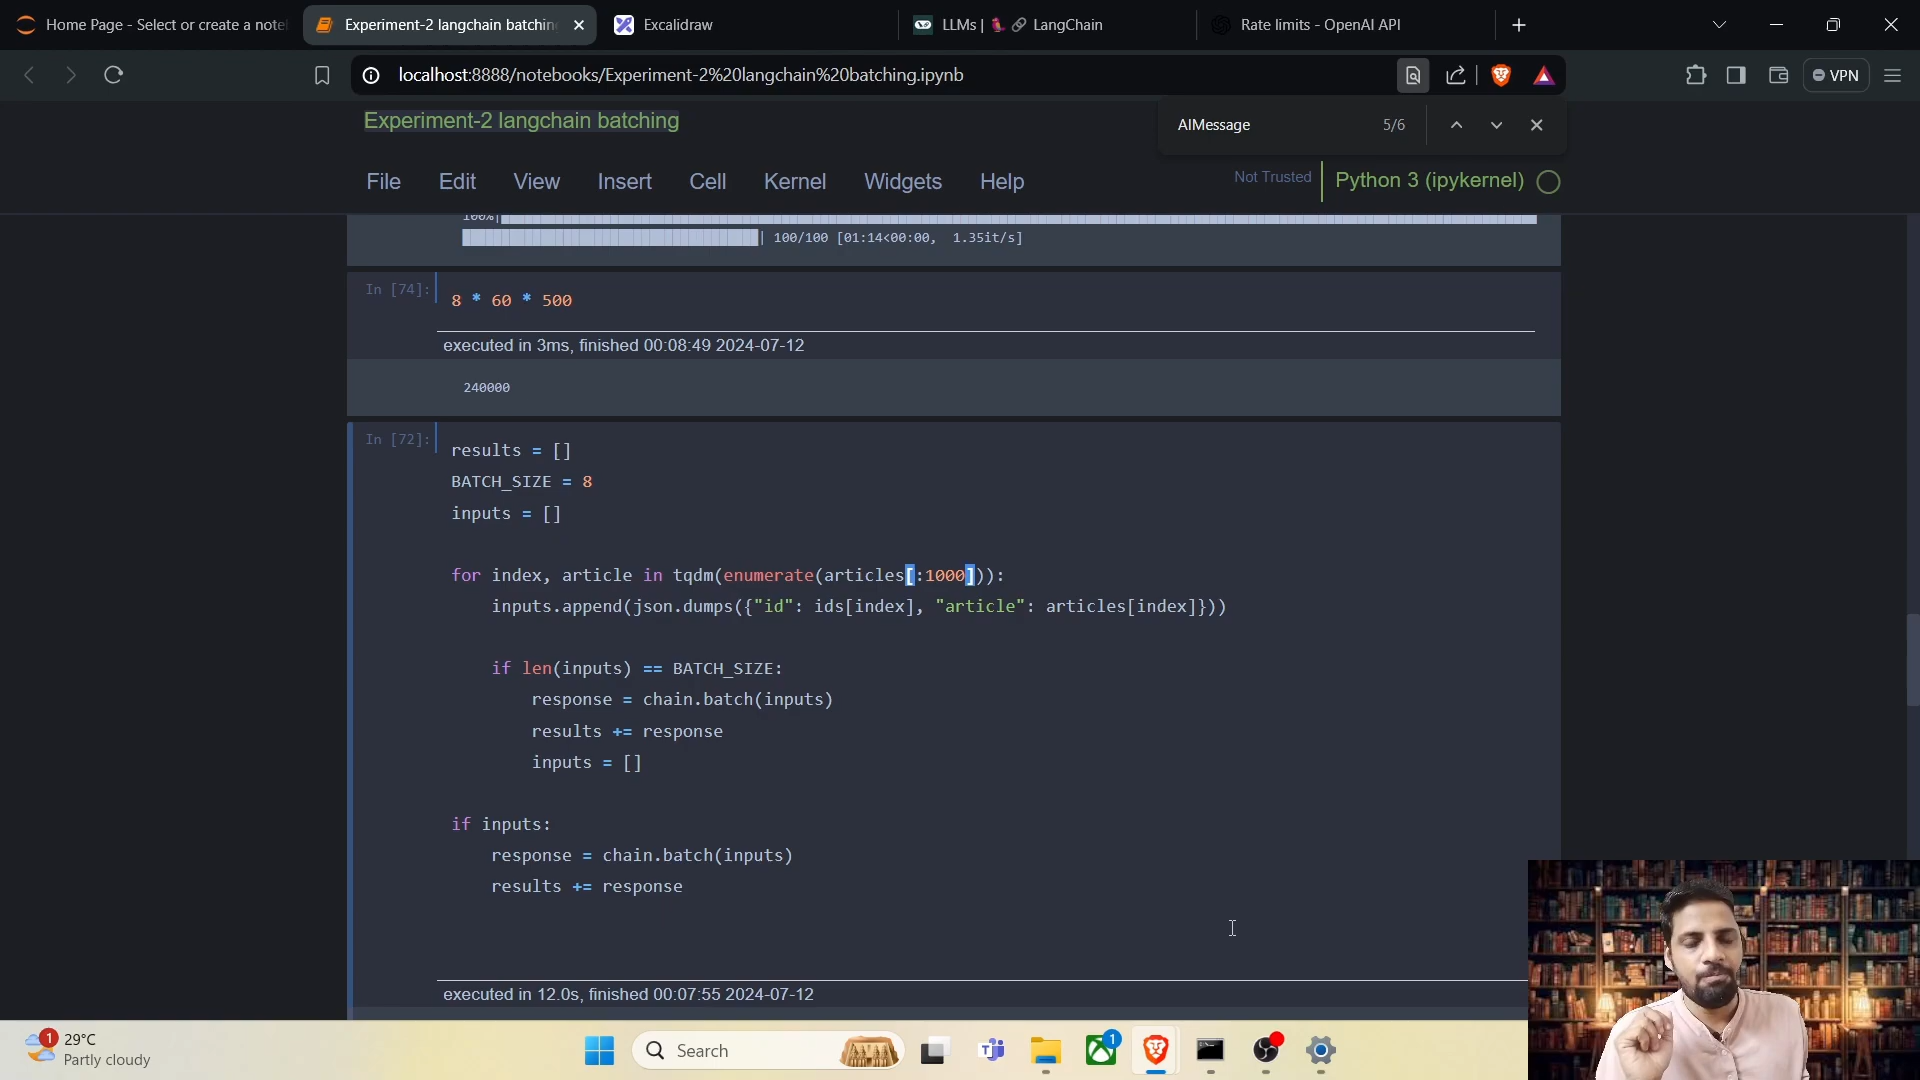 Home Page - Select or create a note
Experiment-2 langchain batchin
Excalidraw
LLMs | 🦜🔗 LangChain
Rate limits - OpenAI API
localhost:8888/notebooks/Experiment-2%20langchain%20batching.ipynb
VPN
Experiment-2 langchain batching
AIMessage 5/6
File Edit View Insert Cell Kernel Widgets Help
Not Trusted
Python 3 (ipykernel)
100%|
| 100/100 [01:14<00:00, 1.35it/s]
In [74]:
8 * 60 * 500
executed in 3ms, finished 00:08:49 2024-07-12
240000
In [72]:
results = []
BATCH_SIZE = 8
inputs = []
for index, article in tqdm(enumerate(articles[:1000])):
inputs.append(json.dumps({"id": ids[index], "article": articles[index]}))
if len(inputs) == BATCH_SIZE:
response = chain.batch(inputs)
results += response
inputs = []
if inputs:
response = chain.batch(inputs)
results += response
executed in 12.0s, finished 00:07:55 2024-07-12
1
29°C
Partly cloudy
Search
1